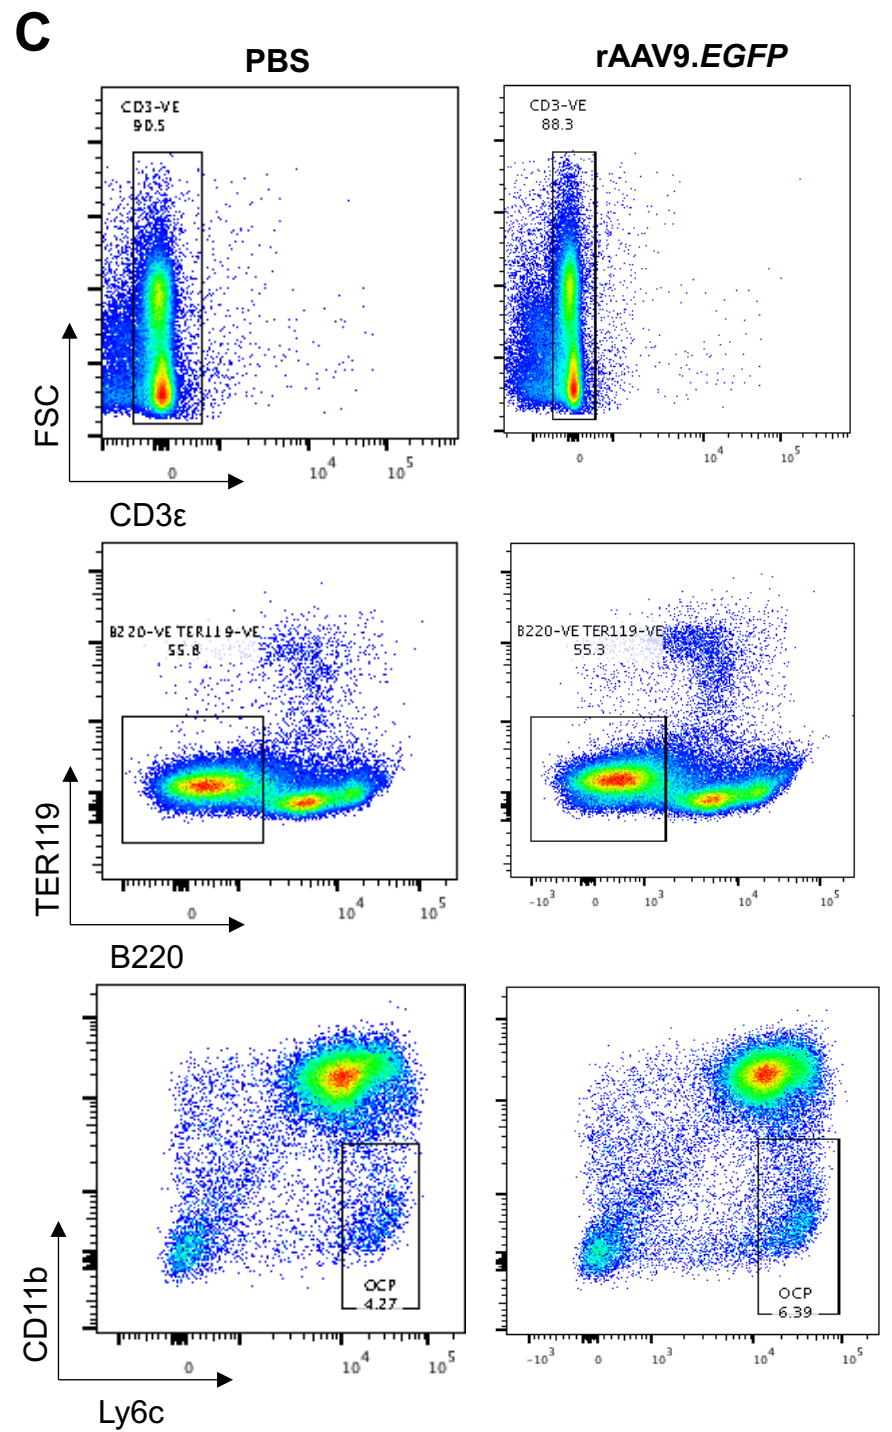 C
PBS
rAAV9.EGFP
CD3-VE
90.5
CD3-VE
88.3
FSC
0
10^4
10^5
0
10^4
10^5
CD3ε
B220-VE TER119-VE
55.8
B220-VE TER119-VE
55.3
TER119
0
10^4
10^5
-10^3
0
10^3
10^4
10^5
B220
OCP
4.27
OCP
6.39
CD11b
0
10^4
10^5
-10^3
0
10^3
10^4
10^5
Ly6c